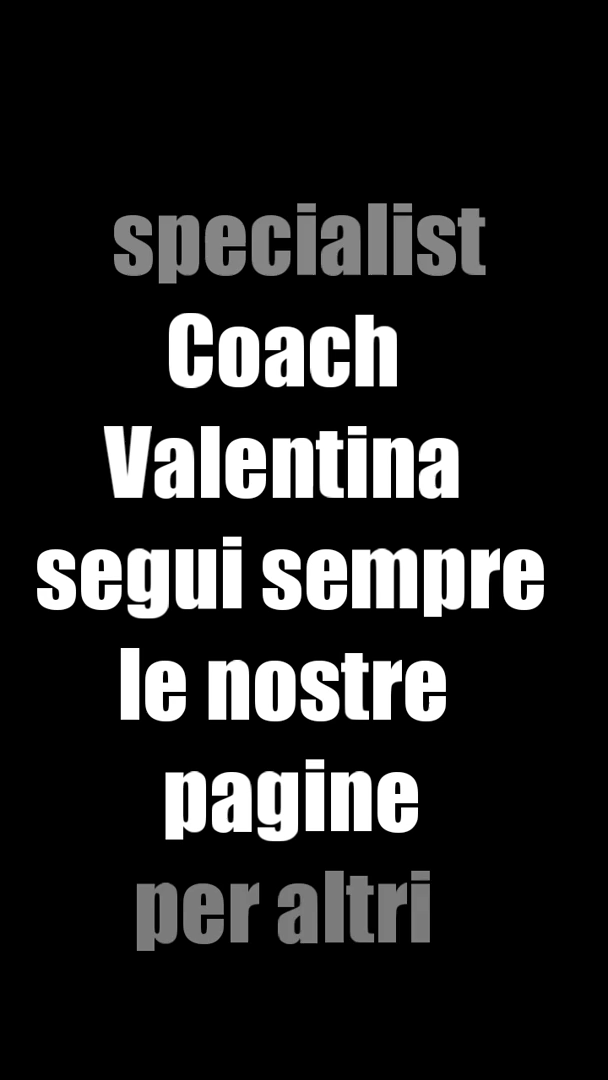 specialist
Coach
Valentina
segui sempre
le nostre
pagine
per altri